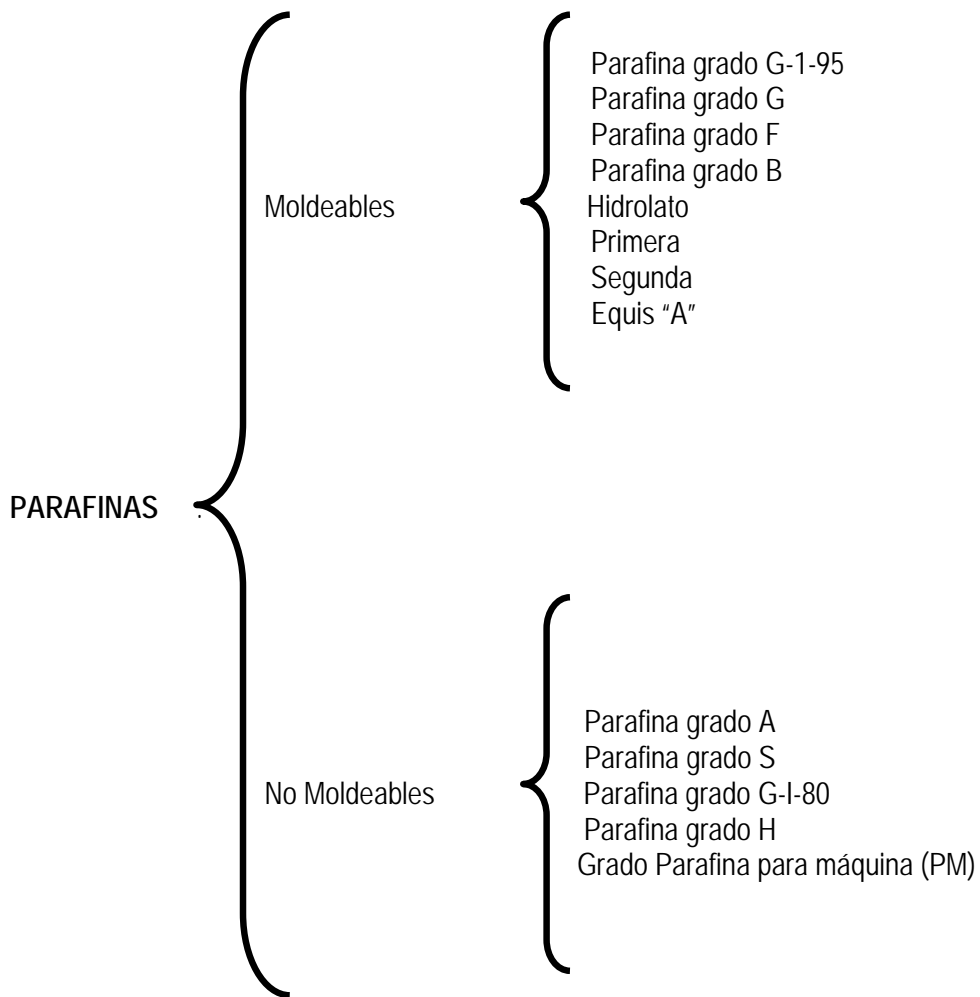 Parafina grado G-1-95
Parafina grado G
Parafina grado F
Parafina grado B
Moldeables
Hidrolato
Primera
Segunda
Equis “A”
PARAFINAS
Parafina grado A
Parafina grado S
No Moldeables
Parafina grado G-I-80
Parafina grado H
Grado Parafina para máquina (PM)